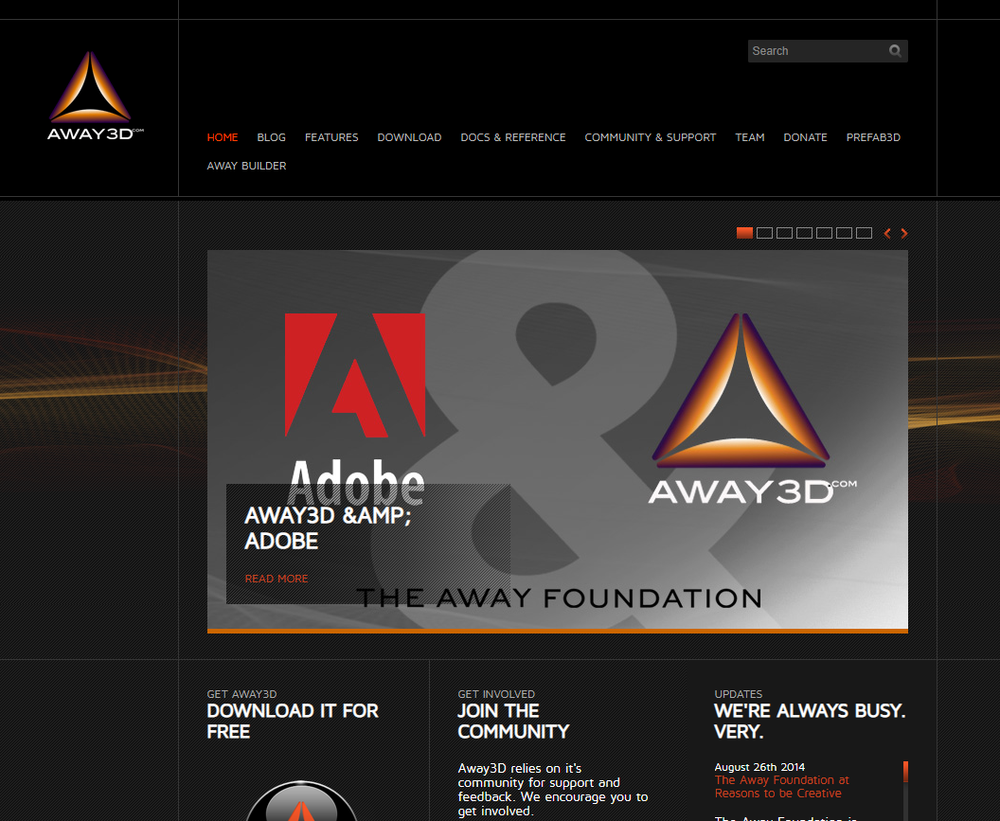 Search
AWAY3D.COM
HOME BLOG FEATURES DOWNLOAD DOCS & REFERENCE COMMUNITY & SUPPORT TEAM DONATE PREFAB3D
AWAY BUILDER
&
Adobe
AWAY3D.COM
AWAY3D &AMP;
ADOBE
READ MORE
THE AWAY FOUNDATION
GET AWAY3D
DOWNLOAD IT FOR
FREE
GET INVOLVED
JOIN THE
COMMUNITY
Away3D relies on it's
community for support and
feedback. We encourage you to
get involved.
UPDATES
WE'RE ALWAYS BUSY.
VERY.
August 26th 2014
The Away Foundation at
Reasons to be Creative
The Away Foundation is